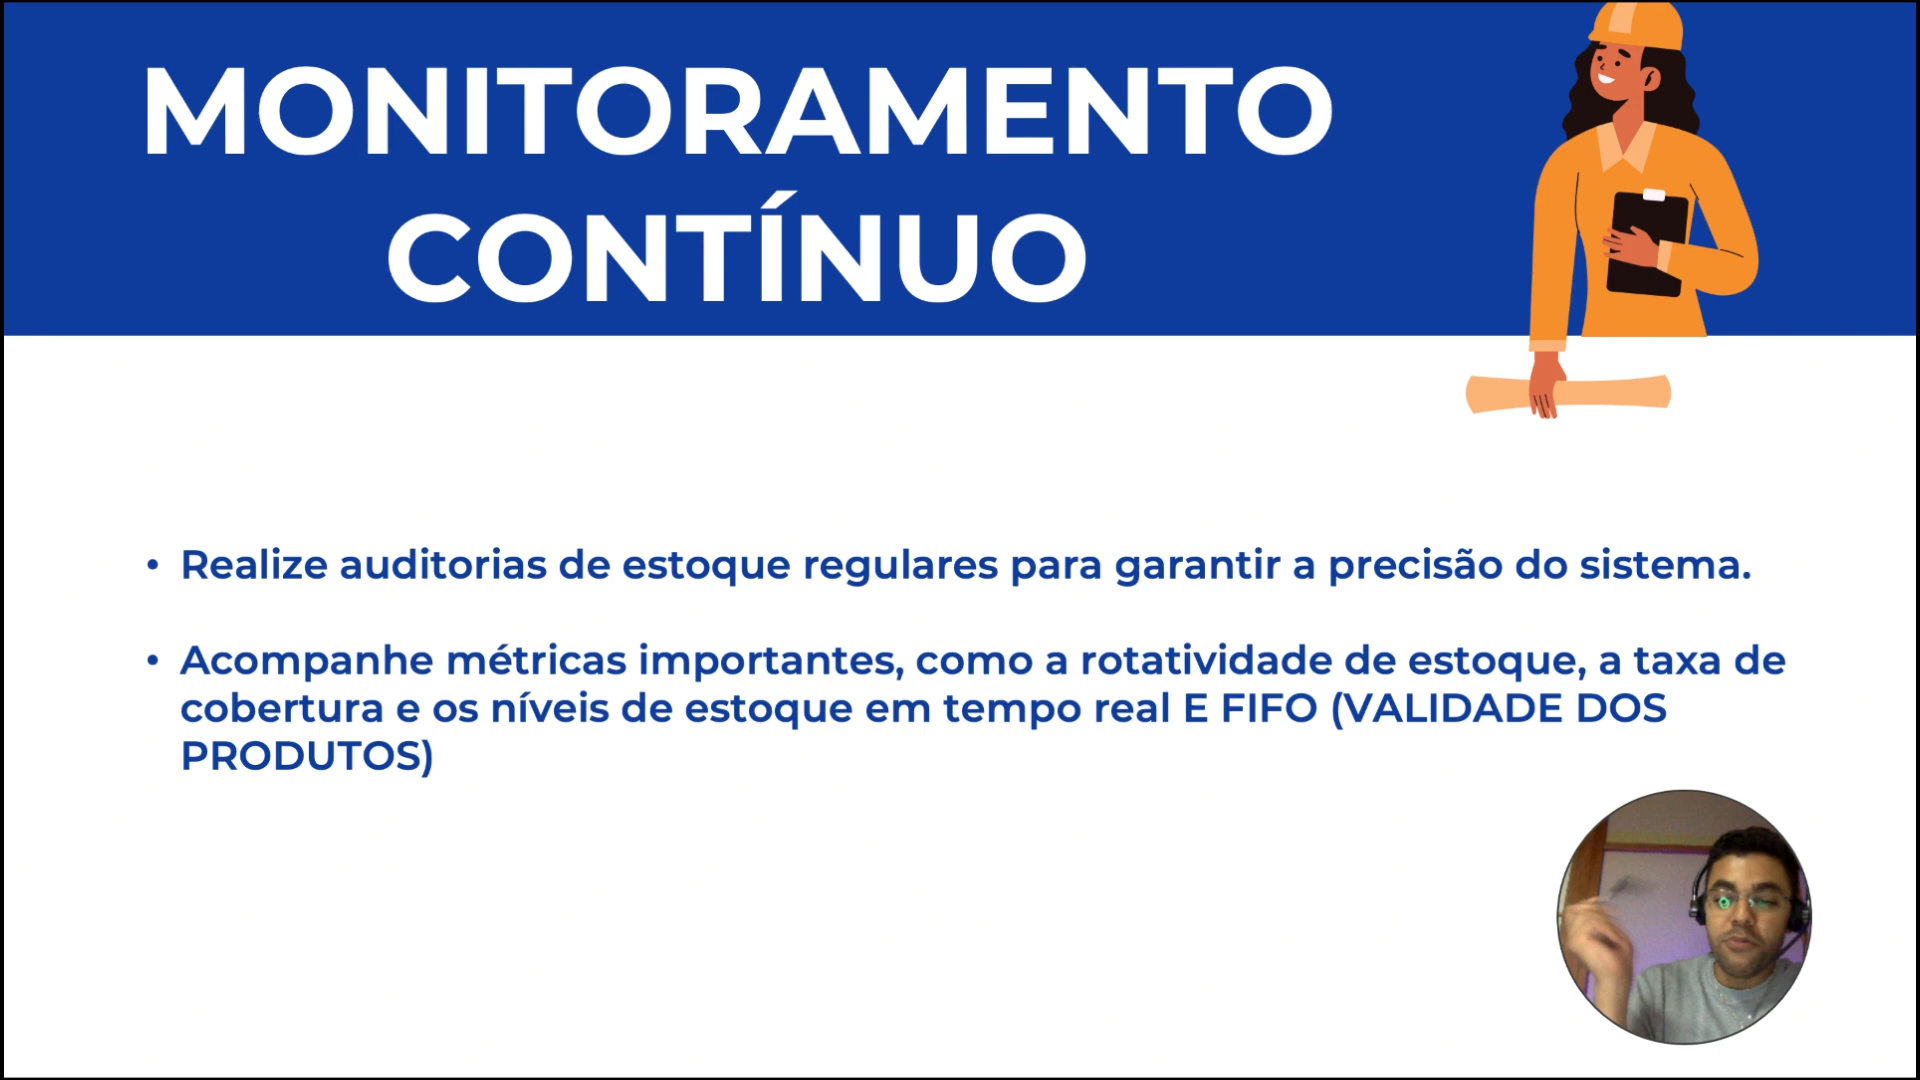 MONITORAMENTO
CONTÍNUO
• Realize auditorias de estoque regulares para garantir a precisão do sistema.
• Acompanhe métricas importantes, como a rotatividade de estoque, a taxa de
cobertura e os níveis de estoque em tempo real E FIFO (VALIDADE DOS
PRODUTOS)